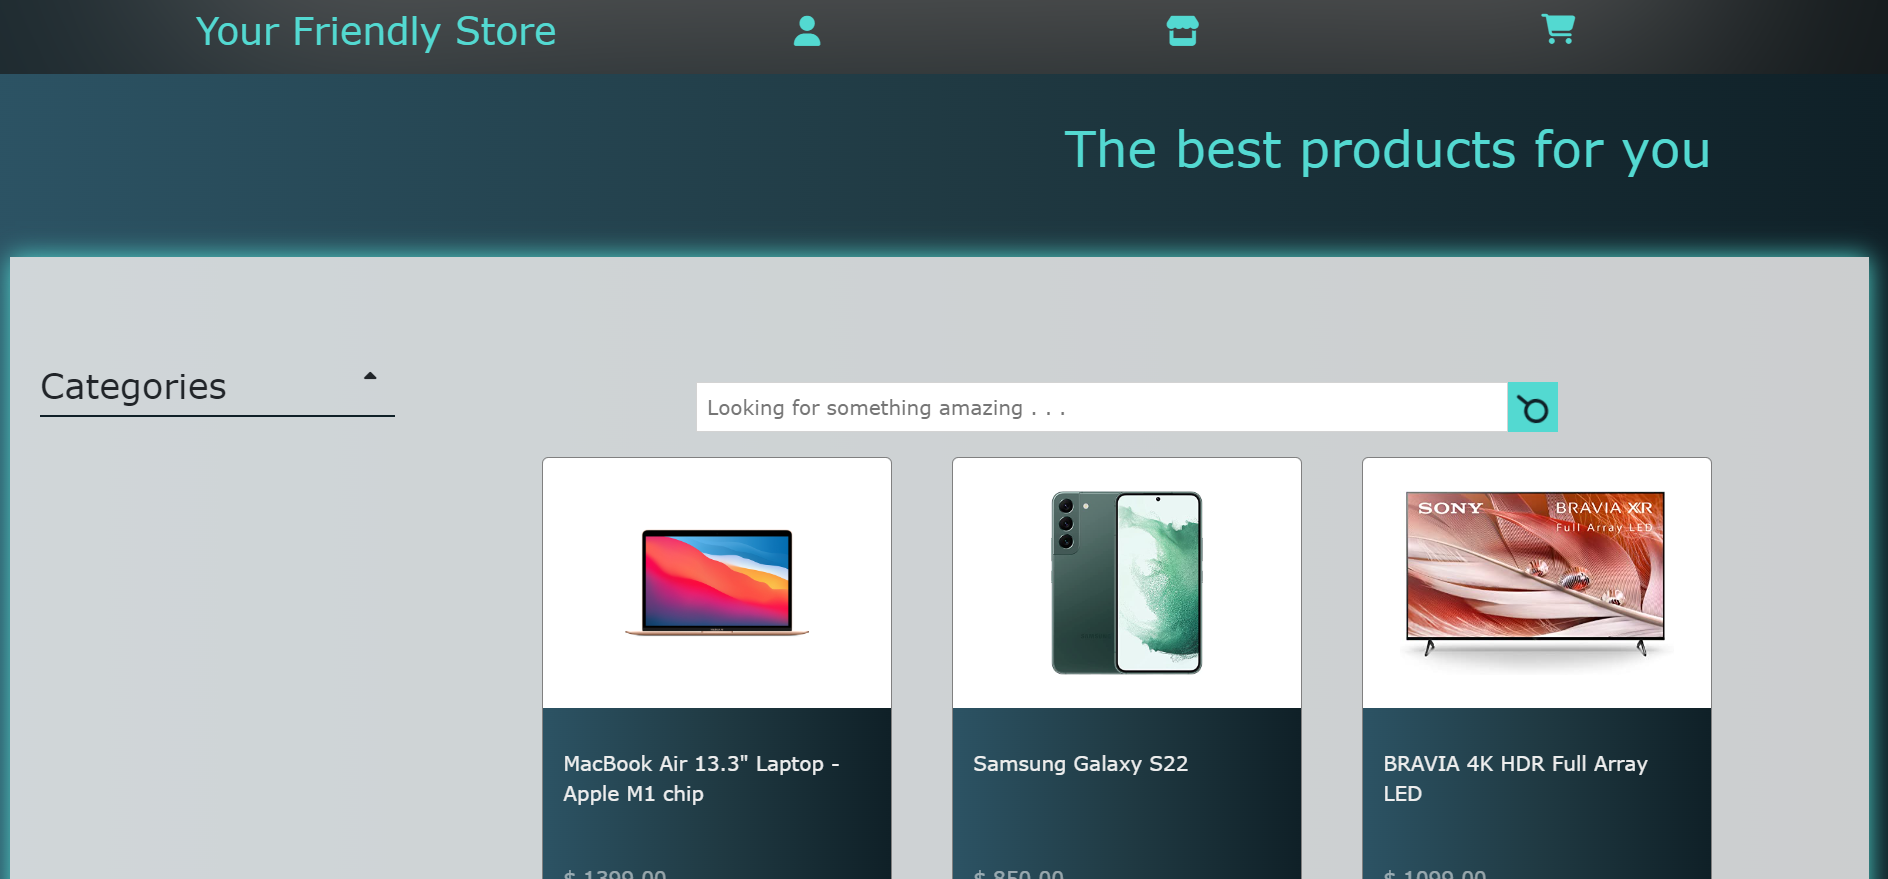 Your Friendly Store
The best products for you
Categories
Looking for something amazing . . .
SONY
BRAVIA XR
Full Array LED
MacBook Air 13.3" Laptop -
Apple M1 chip
Samsung Galaxy S22
BRAVIA 4K HDR Full Array
LED
$ 1399.00
$ 850.00
$ 1099.00